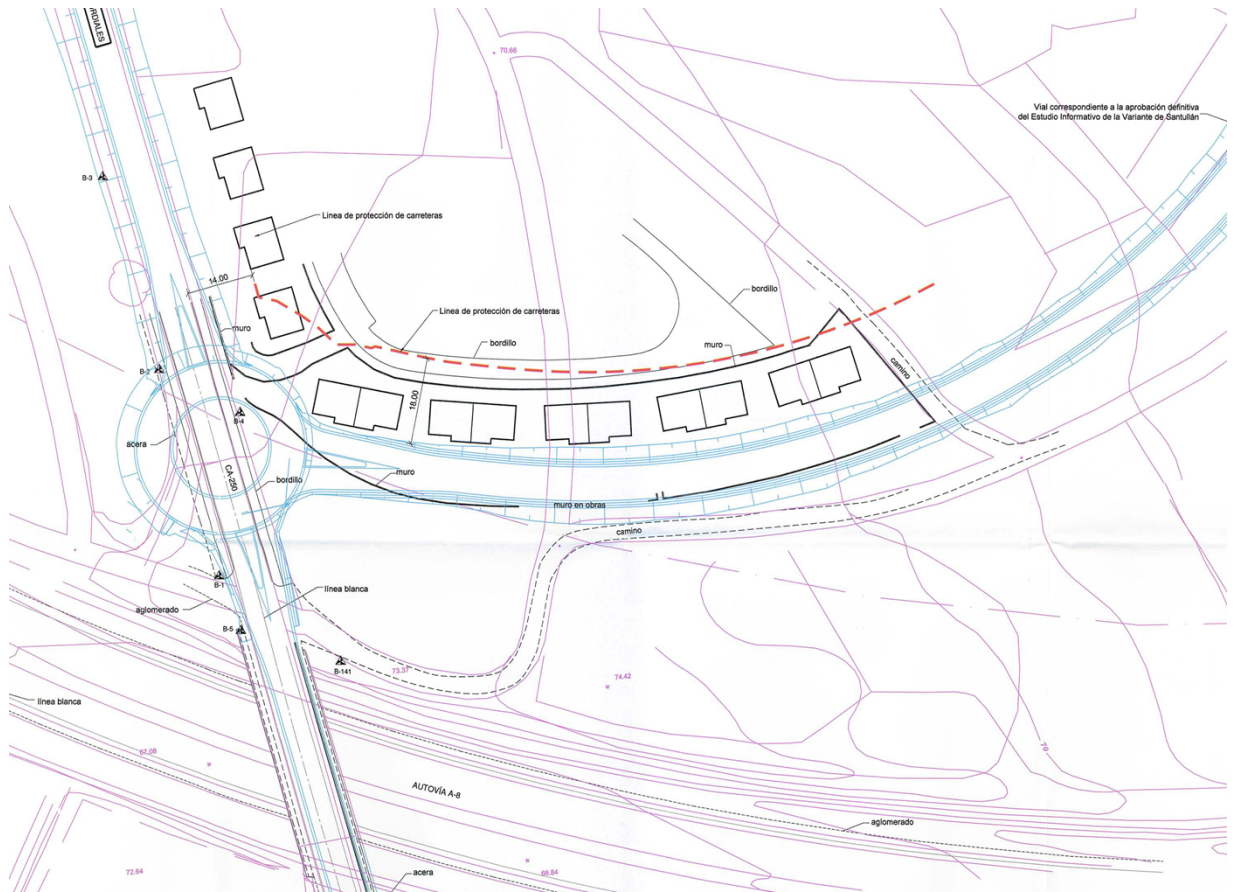 70.66
Vial correspondiente a la aprobación definitiva
del Estudio Informativo de la Variante de Santullán
B-3
Linea de protección de carreteras
14.00
bordillo
muro
Linea de protección de carreteras
bordillo
muro
B-2
camino
18.00
B-4
acera
CA-250
muro
bordillo
muro en obras
camino
B-1
línea blanca
aglomerado
B-5
B-141
73.37
74.42
línea blanca
67.08
70
AUTOVÍA A-8
aglomerado
72.64
68.84
acera